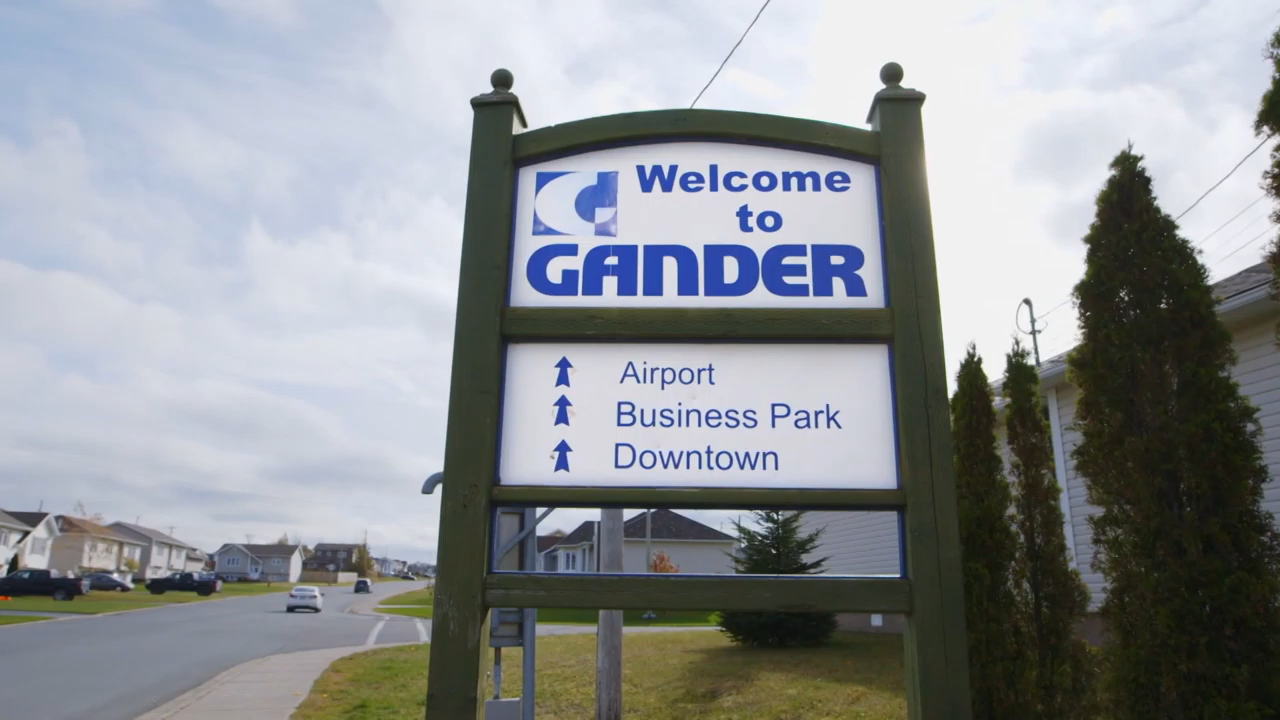 Welcome
to
GANDER
Airport
Business Park
Downtown